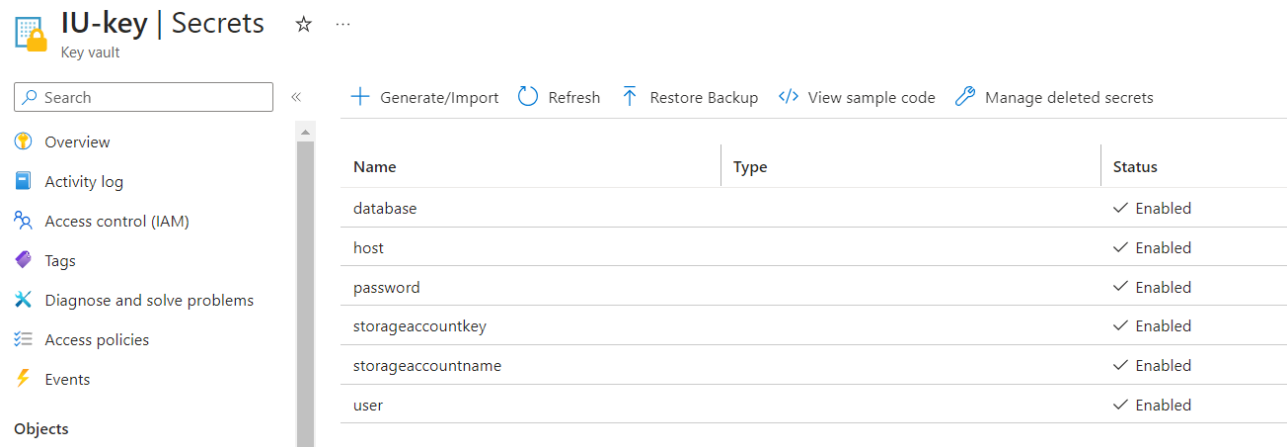 IU-key | Secrets
Key vault
Search
Overview
Activity log
Access control (IAM)
Tags
Diagnose and solve problems
Access policies
Events
Objects
Generate/Import Refresh Restore Backup View sample code Manage deleted secrets
Name Type Status
database Enabled
host Enabled
password Enabled
storageaccountkey Enabled
storageaccountname Enabled
user Enabled